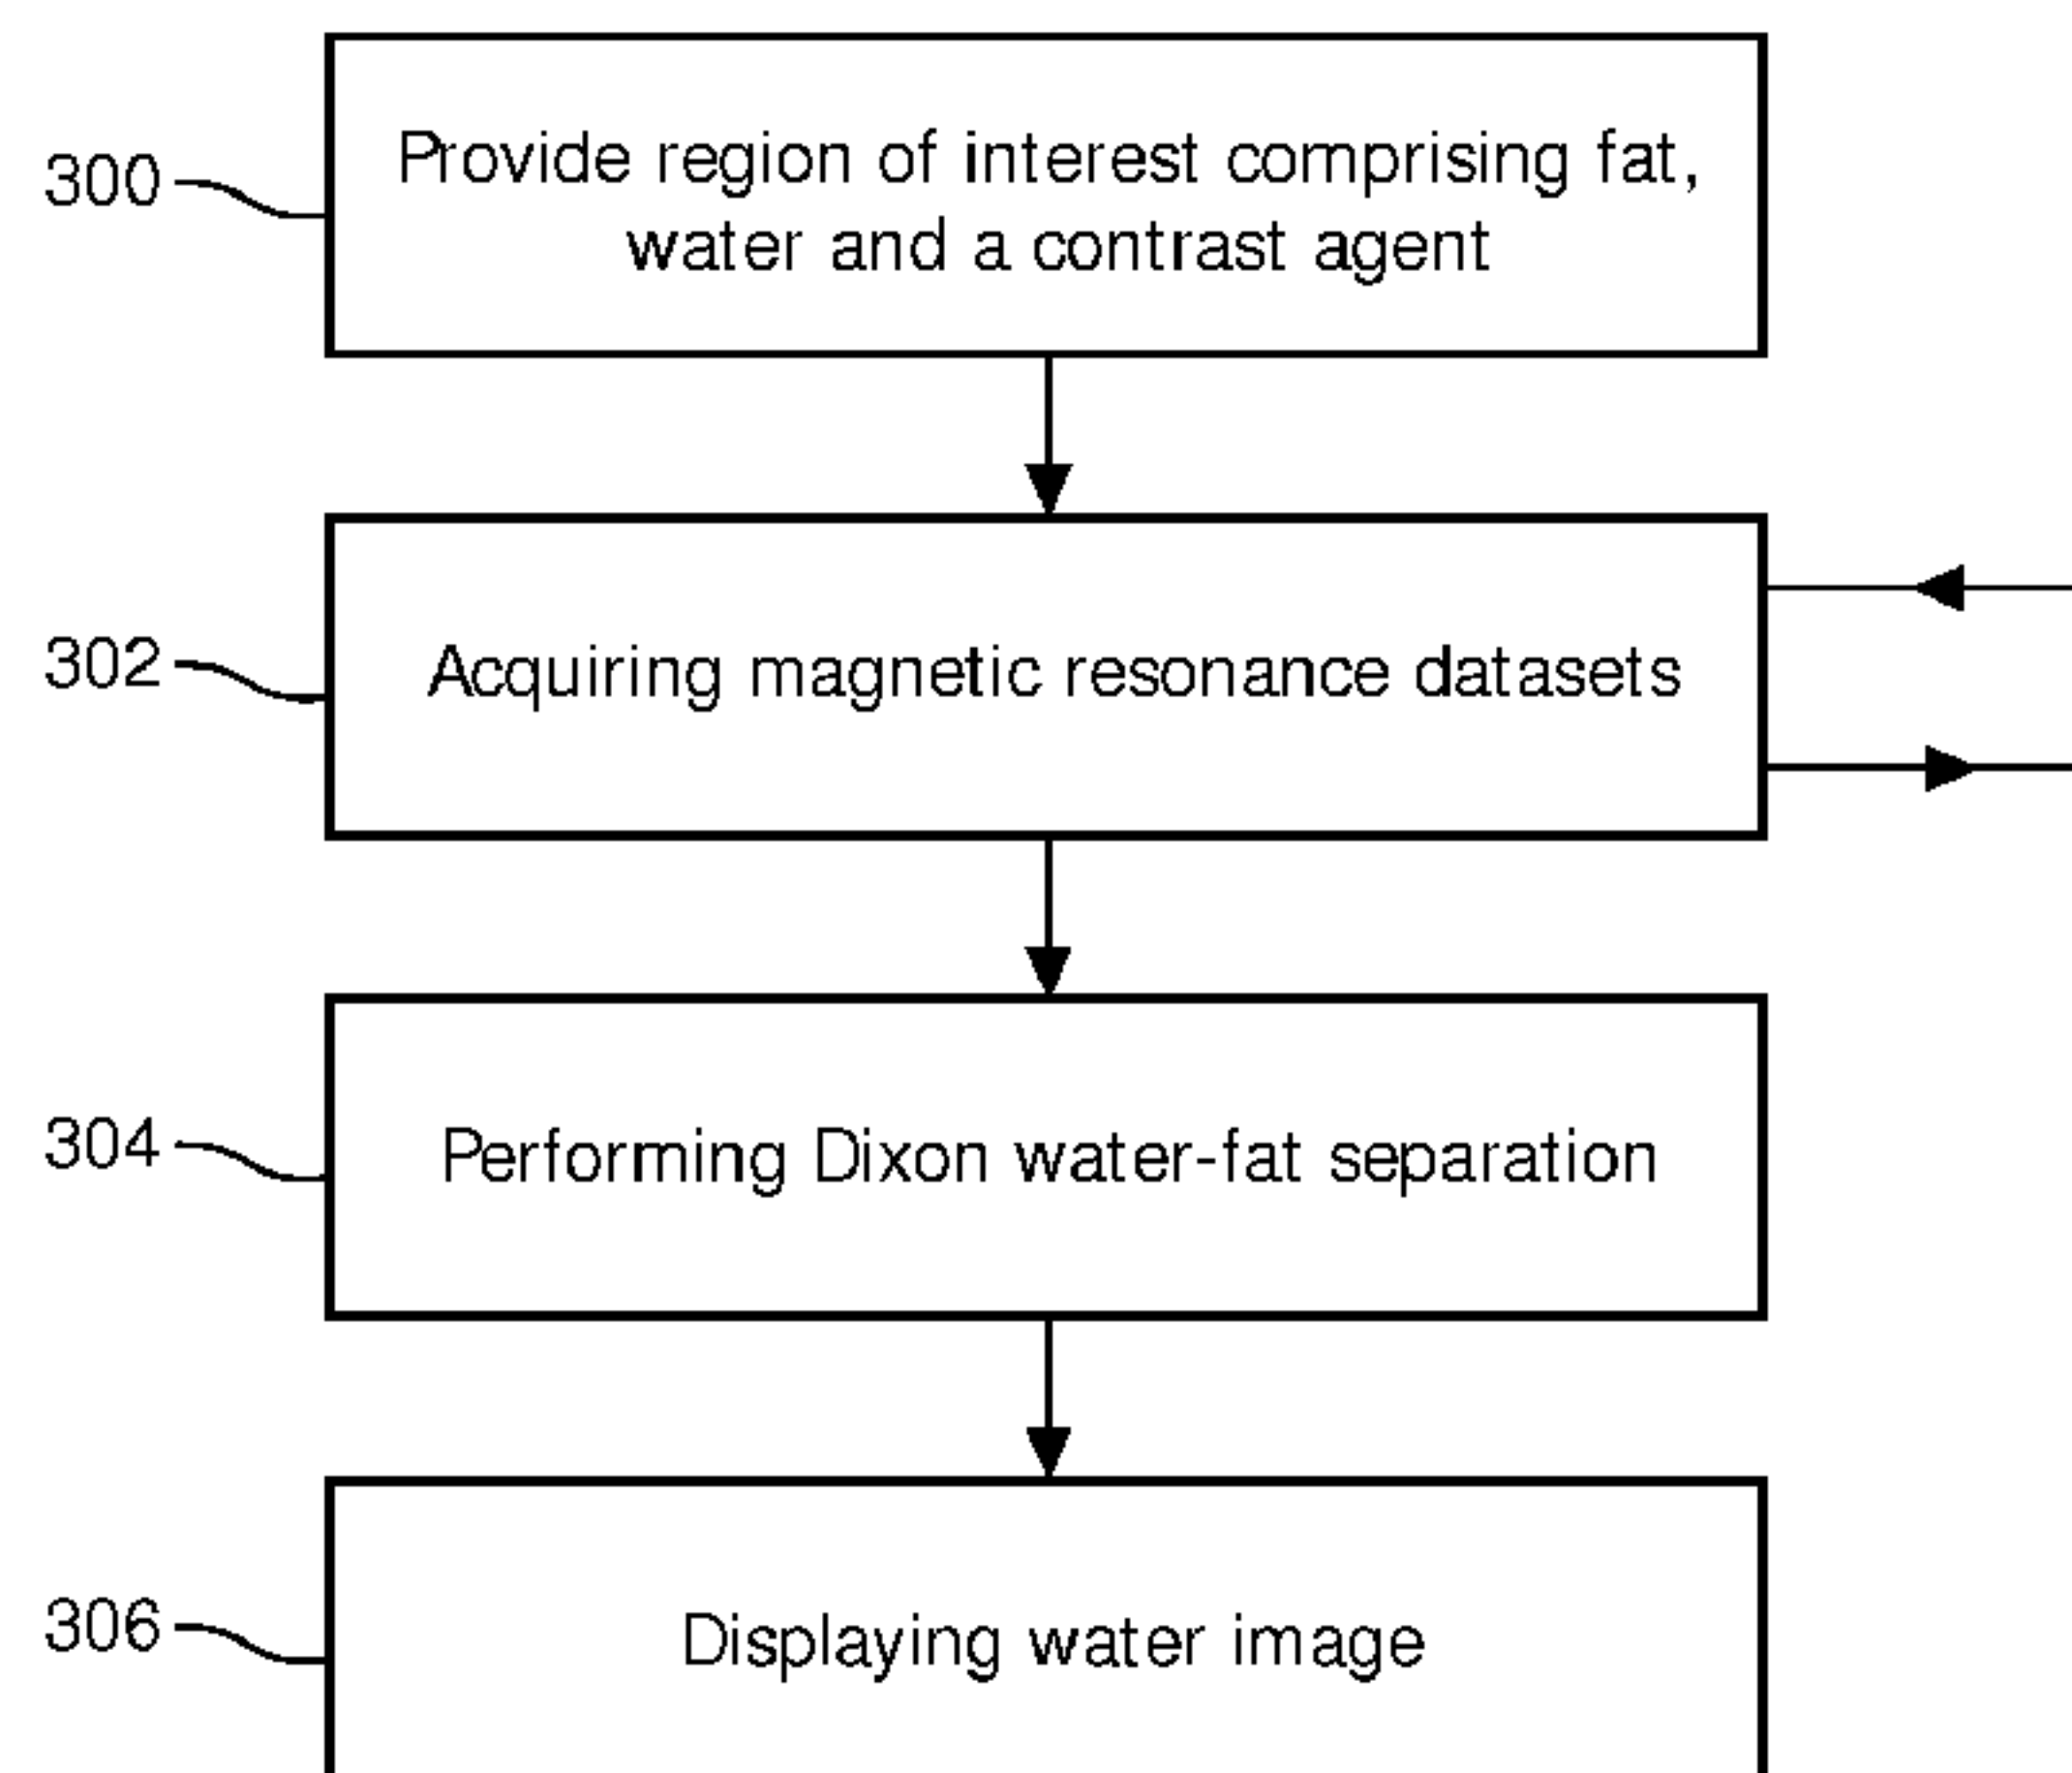 300
Provide region of interest comprising fat,
water and a contrast agent
302
Acquiring magnetic resonance datasets
304
Performing Dixon water-fat separation
306
Displaying water image